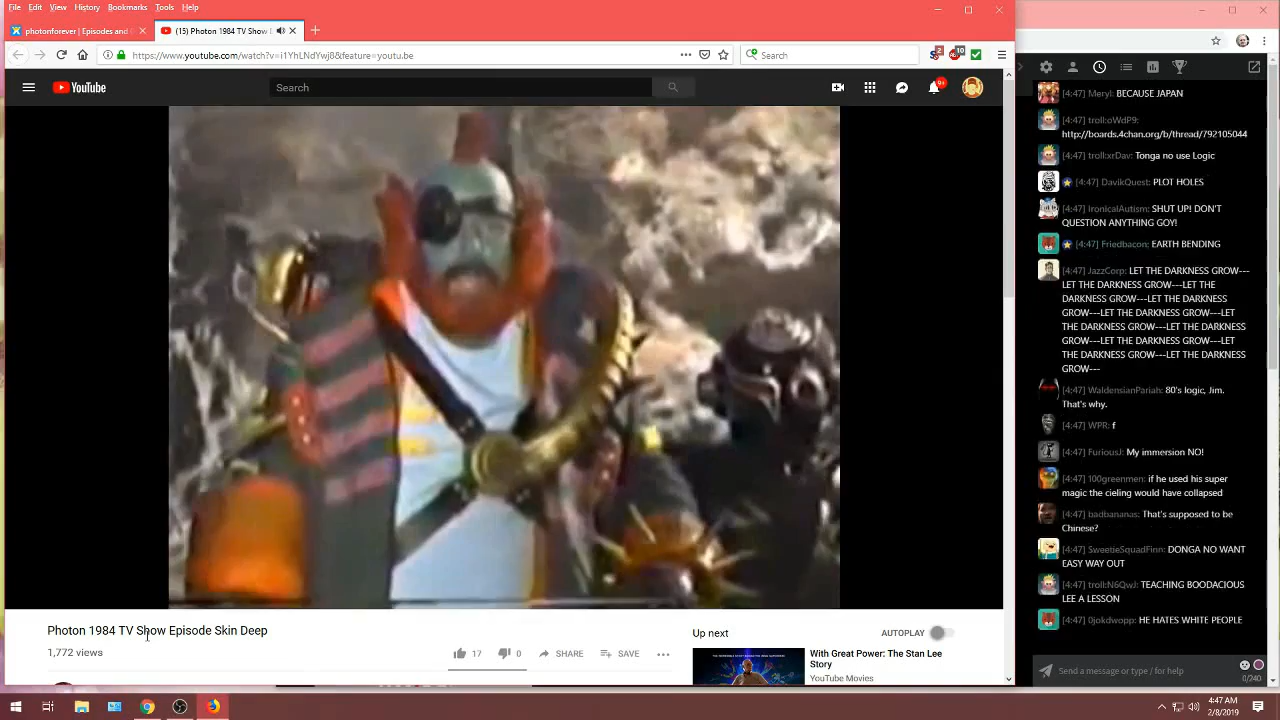 File Edit View History Bookmarks Tools Help
photonforever | Episodes and
(15) Photon 1984 TV Show
https://www.youtube.com/watch?v=i1YhLNdYwj8&feature=youtu.be
Search
2
10
YouTube
Search
9+
[4:47] Meryl: BECAUSE JAPAN
[4:47] troll:oWdP9:
http://boards.4chan.org/b/thread/792105044
[4:47] troll:xrDav: Tonga no use Logic
[4:47] DavikQuest: PLOT HOLES
[4:47] IronicalAutism: SHUT UP! DON'T
QUESTION ANYTHING GOY!
[4:47] Friedbacon: EARTH BENDING
[4:47] JazzCorp: LET THE DARKNESS GROW---
LET THE DARKNESS GROW---LET THE
DARKNESS GROW---LET THE DARKNESS
GROW---LET THE DARKNESS GROW---LET
THE DARKNESS GROW---LET THE DARKNESS
GROW---LET THE DARKNESS GROW---LET
THE DARKNESS GROW---LET THE DARKNESS
GROW---
[4:47] WaldensianPariah: 80's logic, Jim.
That's why.
[4:47] WPR: f
[4:47] FuriousJ: My immersion NO!
[4:47] 100greenmen: if he used his super
magic the cieling would have collapsed
[4:47] badbananas: That's supposed to be
Chinese?
[4:47] SweetieSquadFinn: DONGA NO WANT
EASY WAY OUT
[4:47] troll:N6QwJ: TEACHING BOODACIOUS
LEE A LESSON
[4:47] 0jokdwopp: HE HATES WHITE PEOPLE
Send a message or type / for help
0/240
Photon 1984 TV Show Episode Skin Deep
1,772 views
17
0
SHARE
SAVE
Up next
AUTOPLAY
With Great Power: The Stan Lee
Story
YouTube Movies
4:47 AM
2/8/2019